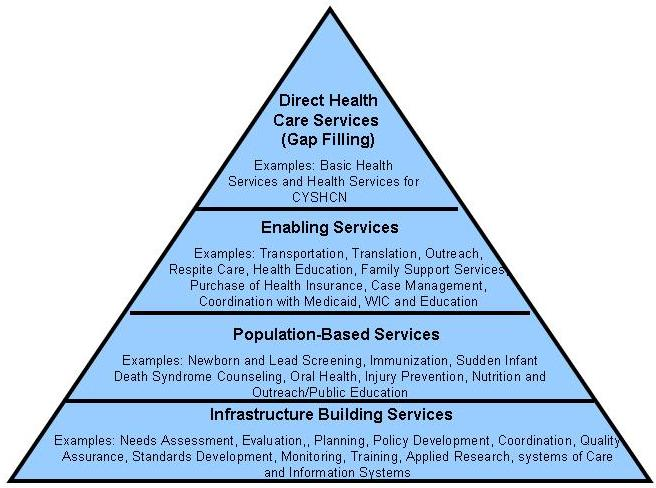 Direct Health
Care Services
(Gap Filling)
Examples: Basic Health
Services and Health Services for
CYSHCN
Enabling Services
Examples: Transportation, Translation, Outreach,
Respite Care, Health Education, Family Support Services,
Purchase of Health Insurance, Case Management,
Coordination with Medicaid, WIC and Education
Population-Based Services
Examples: Newborn and Lead Screening, Immunization, Sudden Infant
Death Syndrome Counseling, Oral Health, Injury Prevention, Nutrition and
Outreach/Public Education
Infrastructure Building Services
Examples: Needs Assessment, Evaluation,, Planning, Policy Development, Coordination, Quality
Assurance, Standards Development, Monitoring, Training, Applied Research, systems of Care
and Information Systems